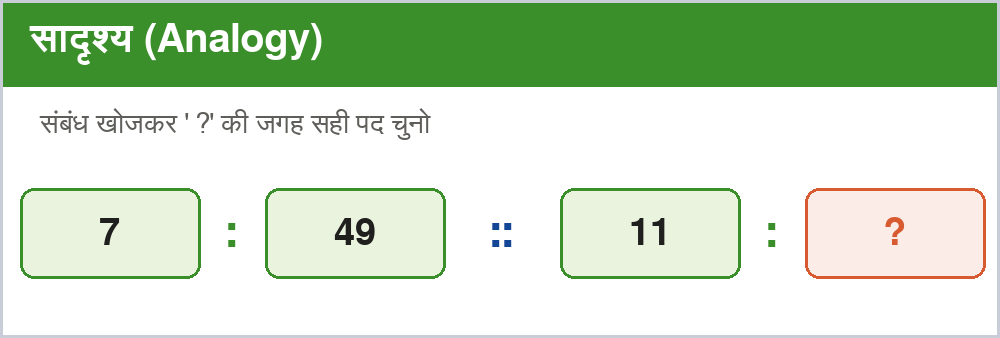 सादृश्य (Analogy)
संबंध खोजकर ' ?' की जगह सही पद चुनो
7 : 49 :: 11 : ?